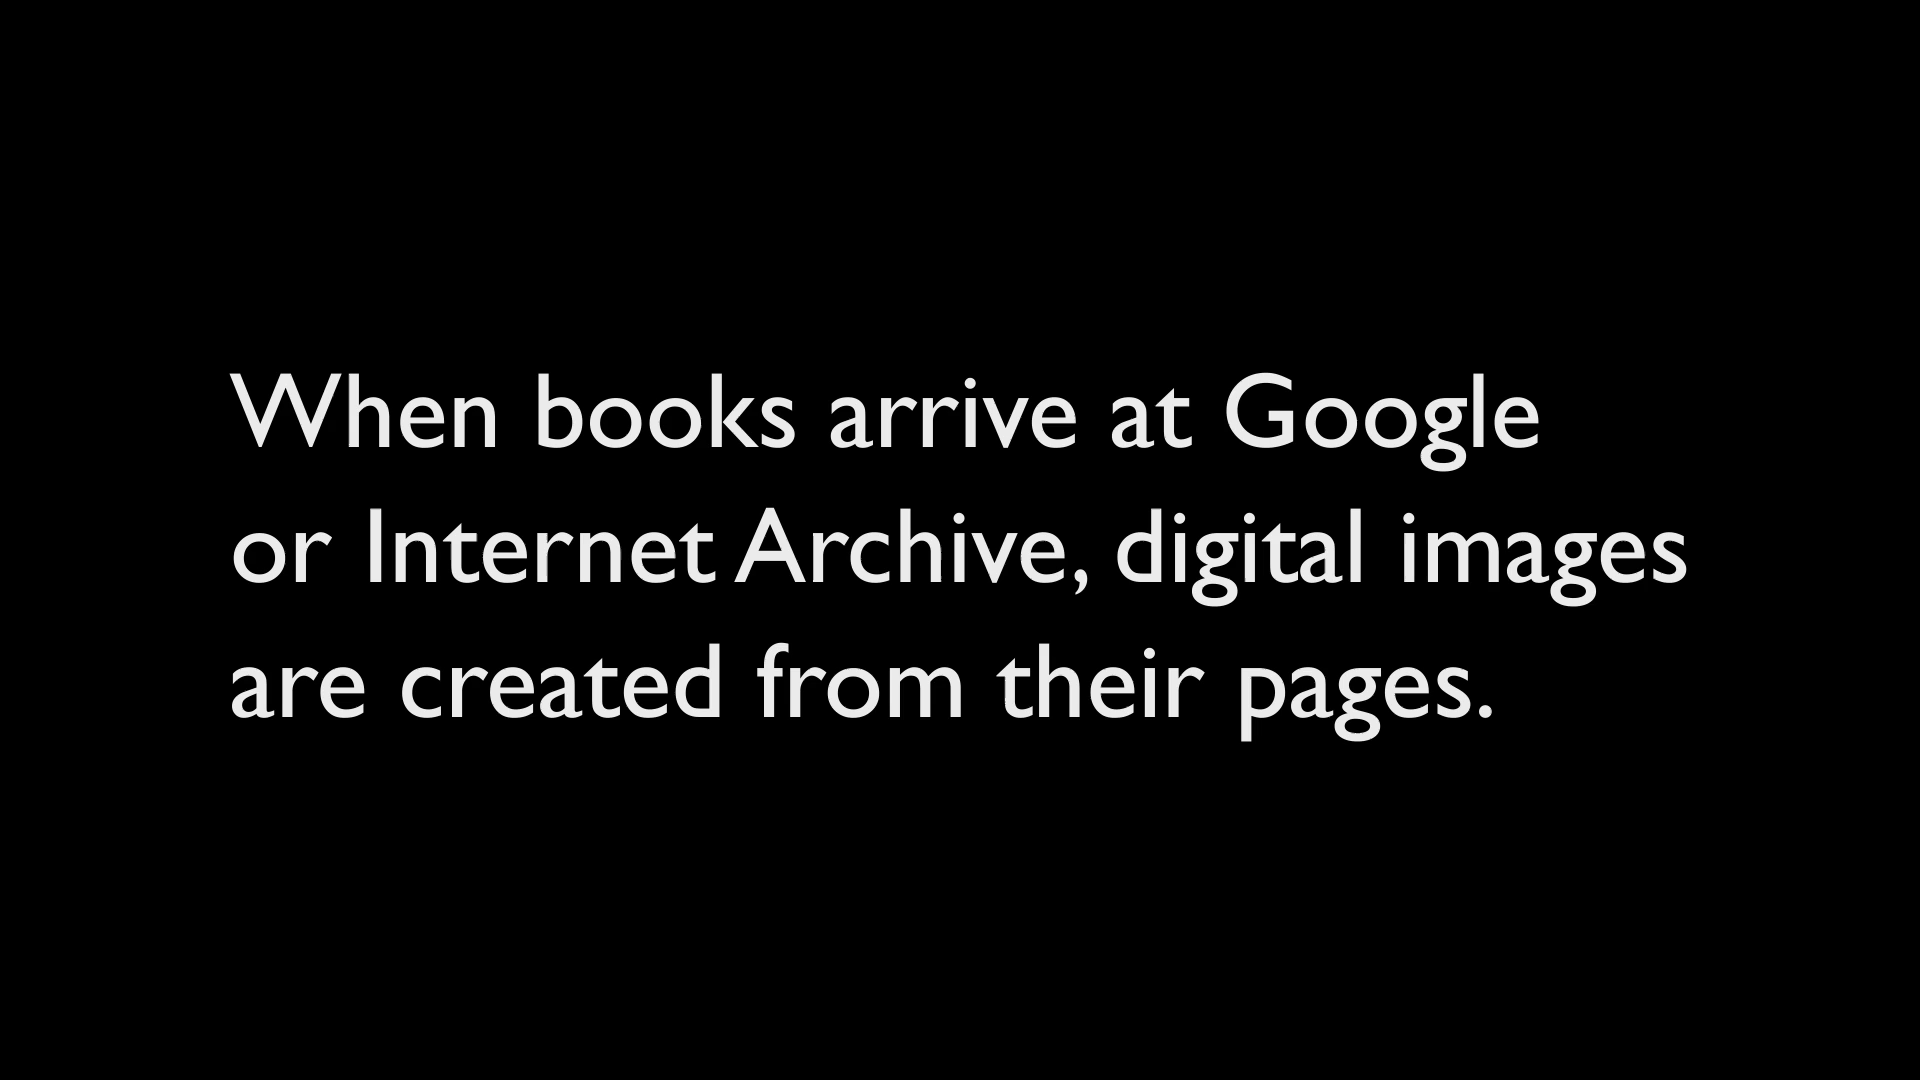 When books arrive at Google
or Internet Archive, digital images
are created from their pages.